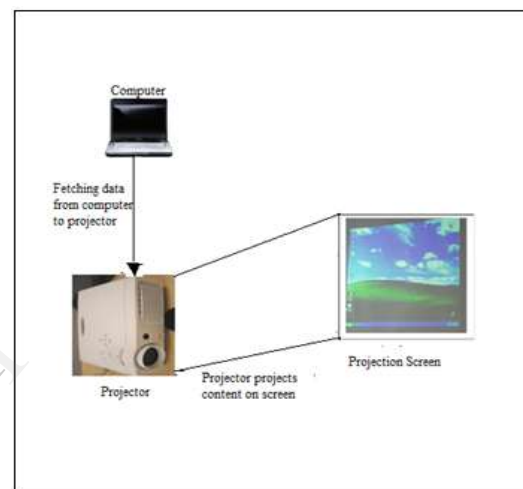 Computer
Fetching data
from computer
to projector
Projection Screen
Projector projects
content on screen
Projector